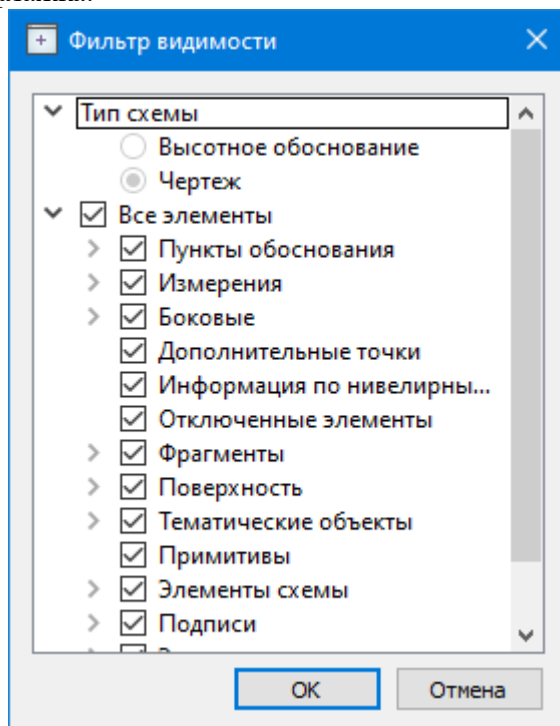 Фильтр видимости
Тип схемы
Высотное обоснование
Чертеж
Все элементы
Пункты обоснования
Измерения
Боковые
Дополнительные точки
Информация по нивелирны...
Отключенные элементы
Фрагменты
Поверхность
Тематические объекты
Примитивы
Элементы схемы
Подписи
OK
Отмена